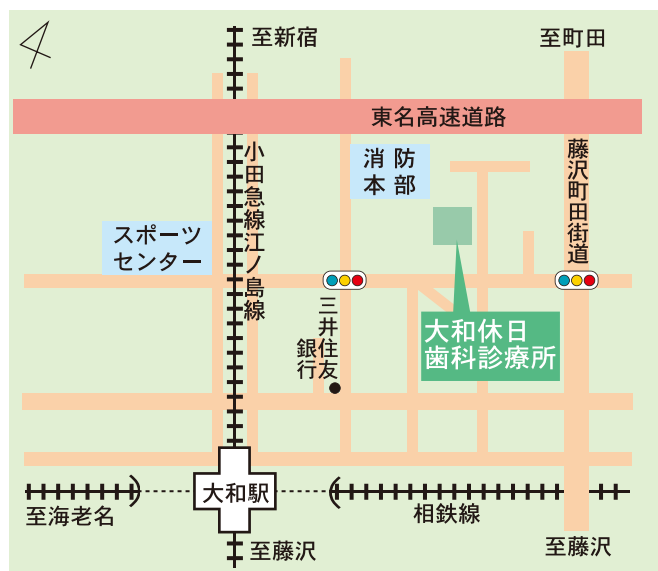 至新宿
至町田
東名高速道路
消防
本部
藤沢町田街道
小田急線江ノ島線
スポーツ
センター
三井住友
銀行
大和休日
歯科診療所
大和駅
至海老名
相鉄線
至藤沢
至藤沢